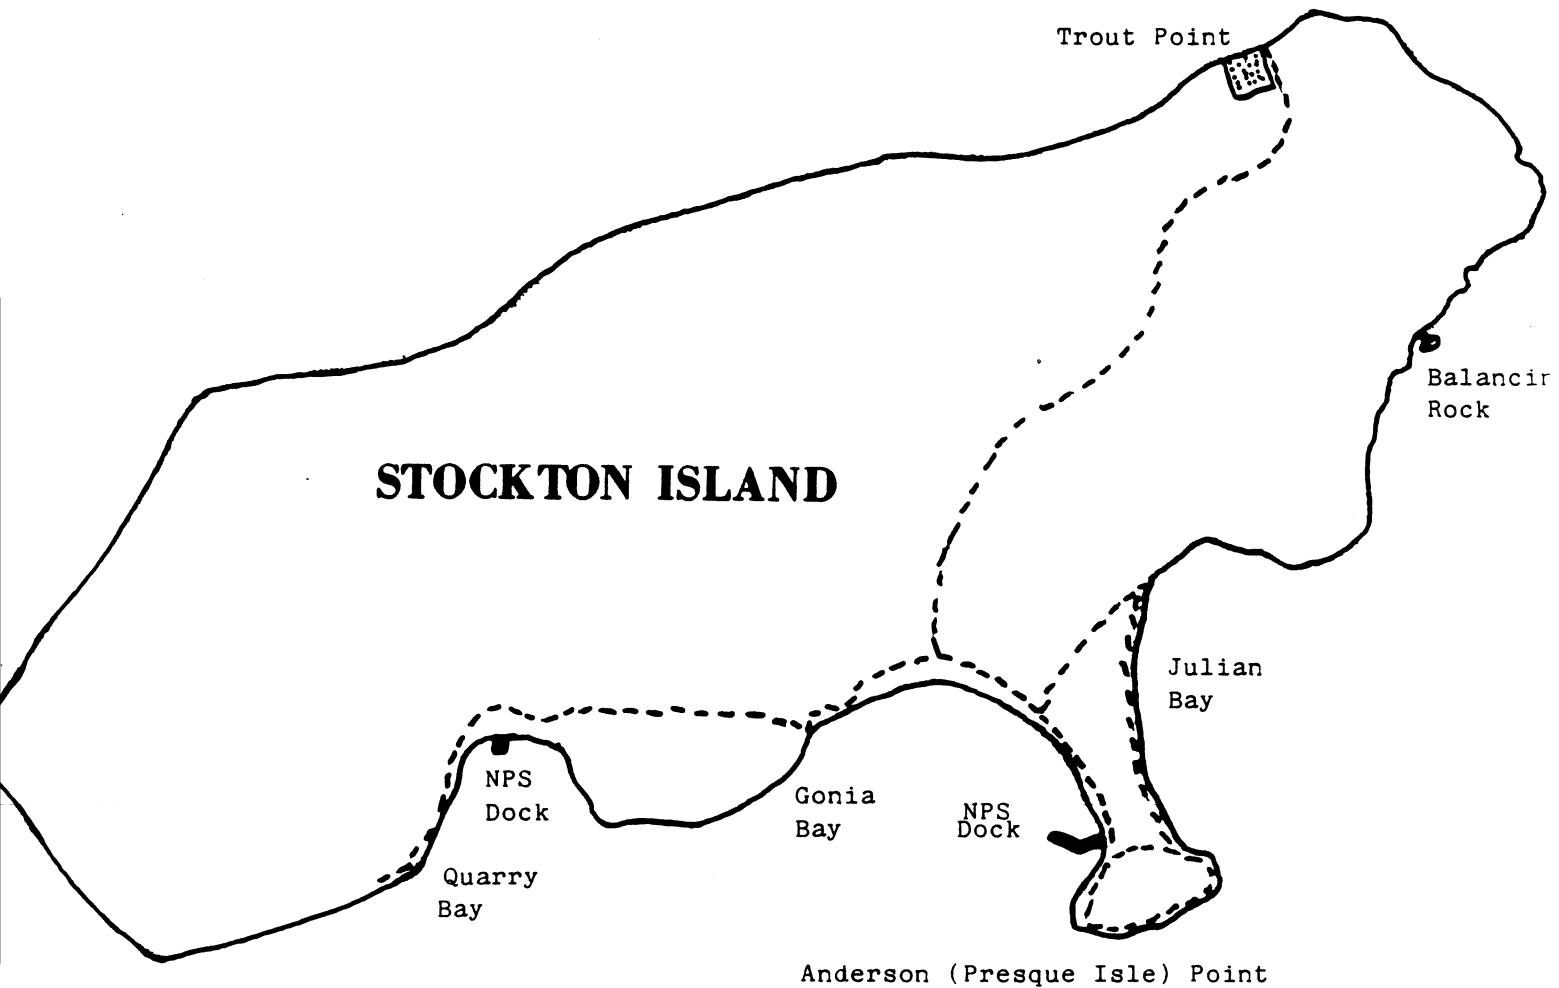 Trout Point
Balancin
Rock
STOCKTON ISLAND
Julian
Bay
NPS
Dock
Gonia
Bay
NPS
Dock
Quarry
Bay
Anderson (Presque Isle) Point